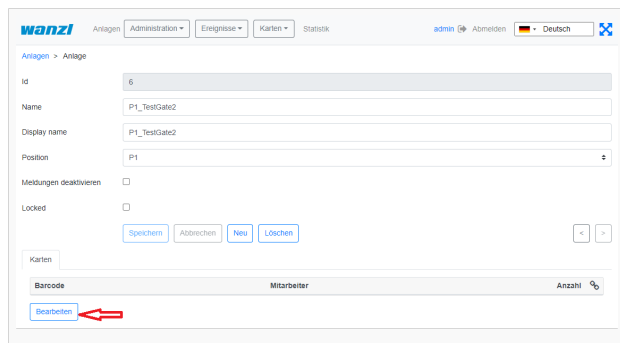 wanzl Anlagen Administration Ereignisse Karten Statistik admin Abmelden Deutsch
Anlagen > Anlage
Id 6
Name P1_TestGate2
Display name P1_TestGate2
Position P1
Meldungen deaktivieren
Locked
Speichern Abbrechen Neu Löschen < >
Karten
Barcode Mitarbeiter Anzahl
Bearbeiten